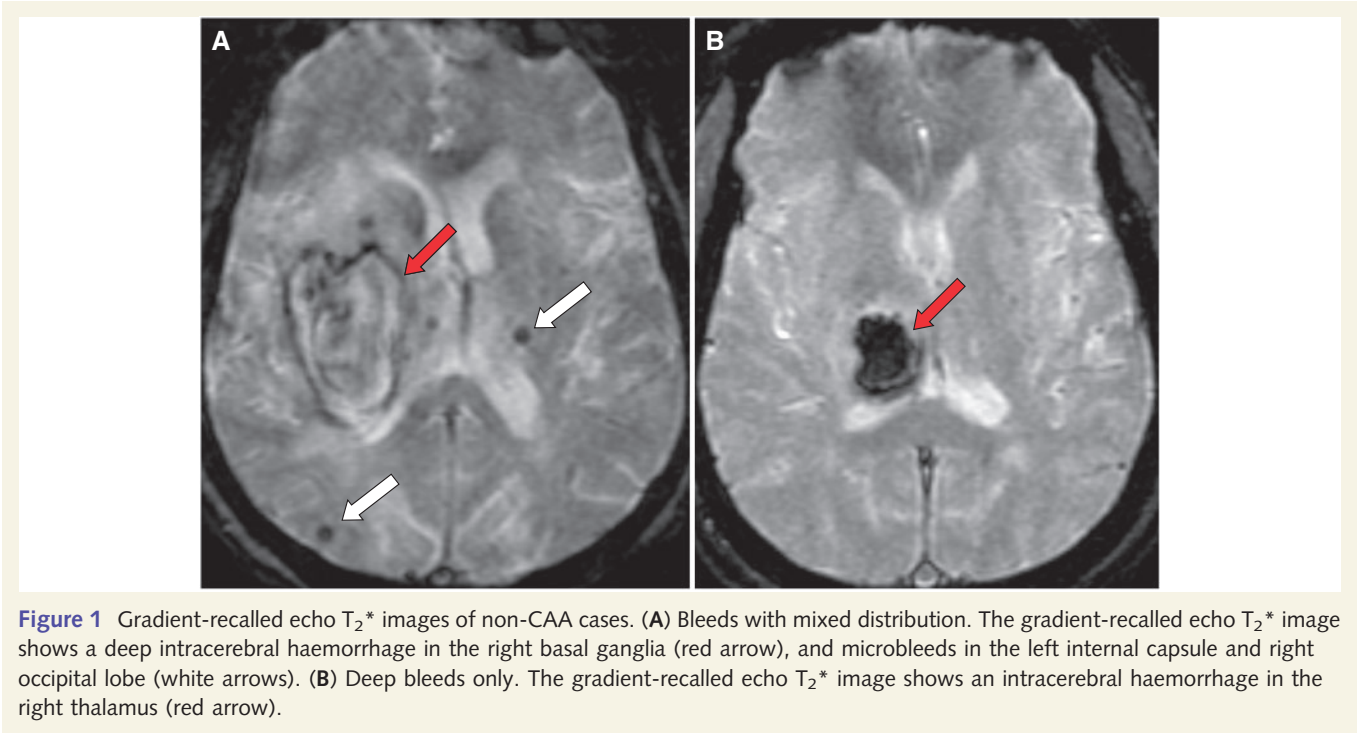 A
B
Figure 1 Gradient-recalled echo T₂* images of non-CAA cases. (A) Bleeds with mixed distribution. The gradient-recalled echo T₂* image
shows a deep intracerebral haemorrhage in the right basal ganglia (red arrow), and microbleeds in the left internal capsule and right
occipital lobe (white arrows). (B) Deep bleeds only. The gradient-recalled echo T₂* image shows an intracerebral haemorrhage in the
right thalamus (red arrow).